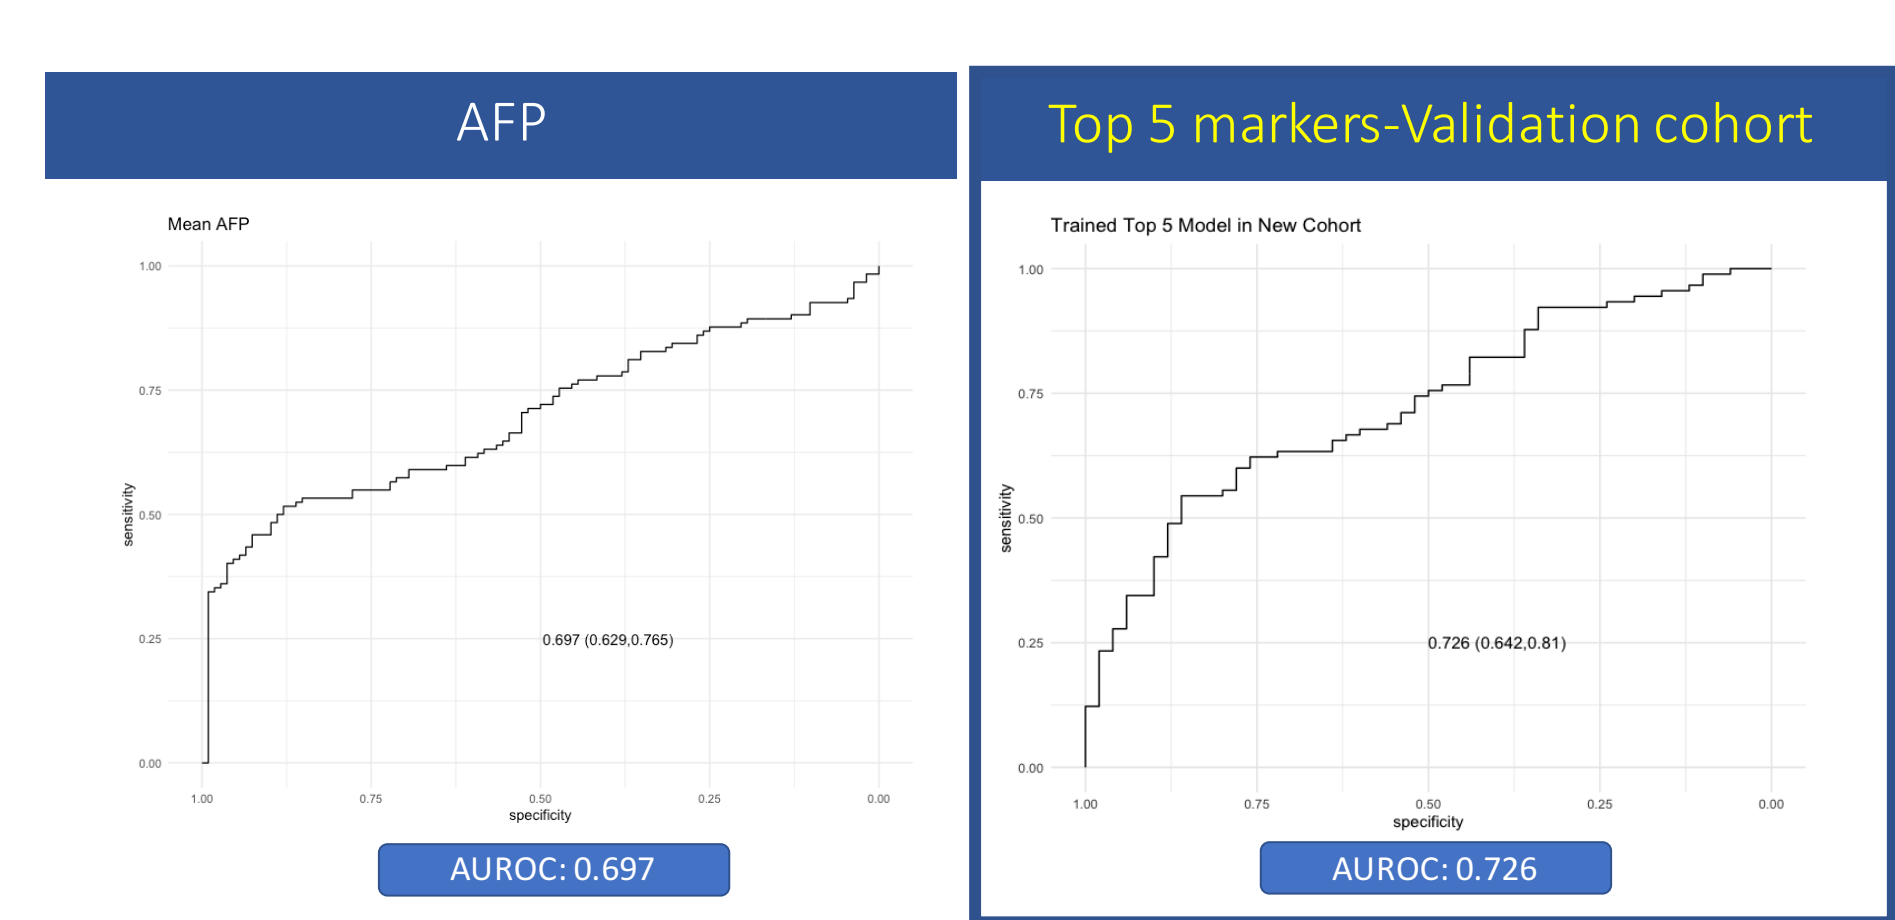 AFP
Mean AFP
1.00
0.75
0.50
0.25
0.00
sensitivity
0.697 (0.629,0.765)
1.00 0.75 0.50 0.25 0.00
specificity
AUROC: 0.697
Top 5 markers-Validation cohort
Trained Top 5 Model in New Cohort
1.00
0.75
0.50
0.25
0.00
sensitivity
0.726 (0.642,0.81)
1.00 0.75 0.50 0.25 0.00
specificity
AUROC: 0.726